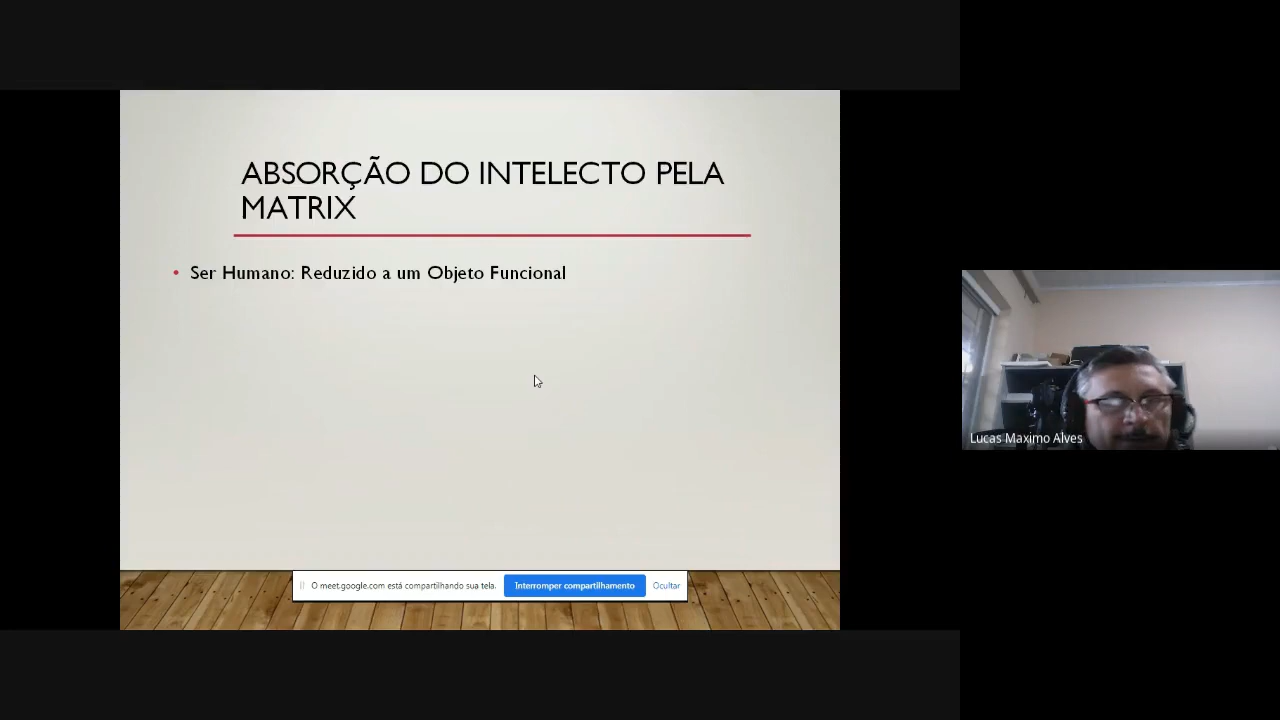 ABSORÇÃO DO INTELECTO PELA
MATRIX
• Ser Humano: Reduzido a um Objeto Funcional
O meet.google.com está compartilhando sua tela.
Interromper compartilhamento
Ocultar
Lucas Maximo Alves